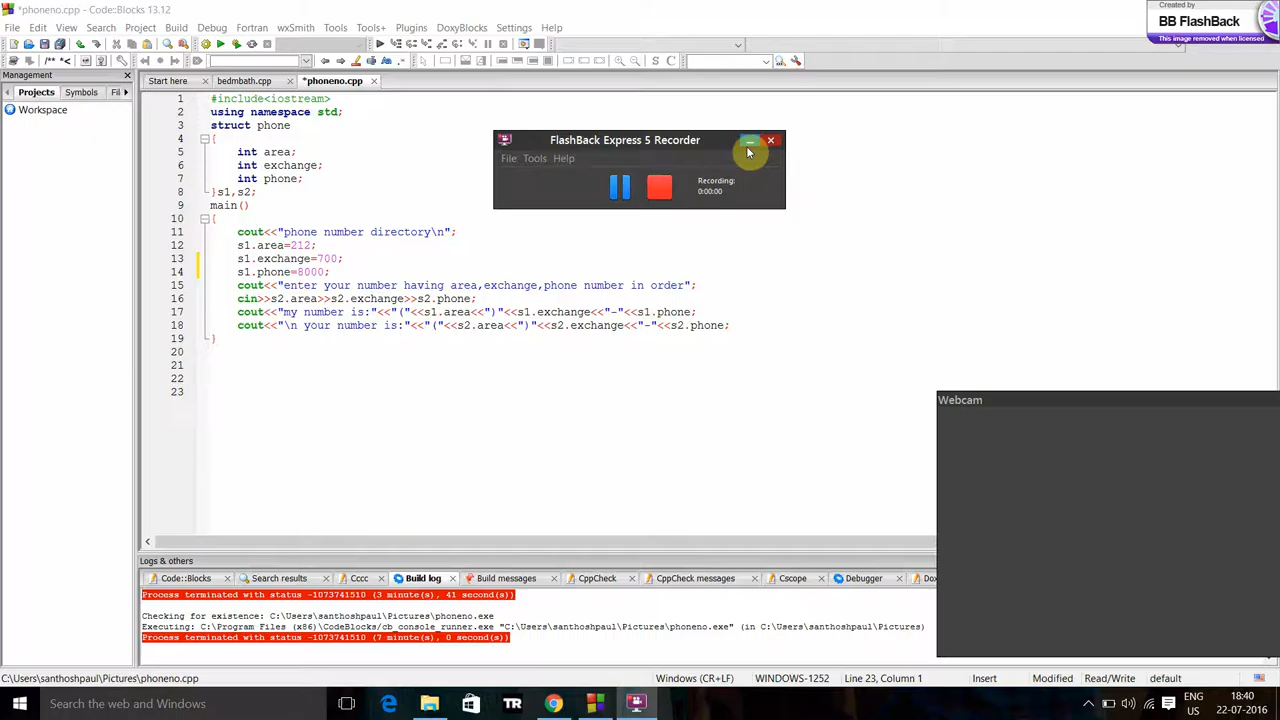 *phoneno.cpp - Code::Blocks 13.12
Created by
BB FlashBack
This image removed when licensed
File Edit View Search Project Build Debug Fortran wxSmith Tools Tools+ Plugins DoxyBlocks Settings Help
Management
Projects Symbols Fil
Workspace
Start here bedmbath.cpp *phoneno.cpp
1 #include<iostream>
2 using namespace std;
3 struct phone
4 {
5 int area;
6 int exchange;
7 int phone;
8 }s1,s2;
9 main()
10 {
11 cout<<"phone number directory\n";
12 s1.area=212;
13 s1.exchange=700;
14 s1.phone=8000;
15 cout<<"enter your number having area,exchange,phone number in order";
16 cin>>s2.area>>s2.exchange>>s2.phone;
17 cout<<"my number is:"<<"("<<s1.area<<")"<<s1.exchange<<"-"<<s1.phone;
18 cout<<"\n your number is:"<<"("<<s2.area<<")"<<s2.exchange<<"-"<<s2.phone;
19 }
20
21
22
23
FlashBack Express 5 Recorder
File Tools Help
Recording:
0:00:00
Webcam
Logs & others
Code::Blocks Search results Cccc Build log Build messages CppCheck CppCheck messages Cscope Debugger Dox
Process terminated with status -1073741510 (3 minute(s), 41 second(s))
Checking for existence: C:\Users\santhoshpaul\Pictures\phoneno.exe
Executing: C:\Program Files (x86)\CodeBlocks/cb_console_runner.exe "C:\Users\santhoshpaul\Pictures\phoneno.exe" (in C:\Users\santhoshpaul\Pictures)
Process terminated with status -1073741510 (7 minute(s), 0 second(s))
C:\Users\santhoshpaul\Pictures\phoneno.cpp Windows (CR+LF) WINDOWS-1252 Line 23, Column 1 Insert Modified Read/Write default
Search the web and Windows
TR
ENG
US
18:40
22-07-2016